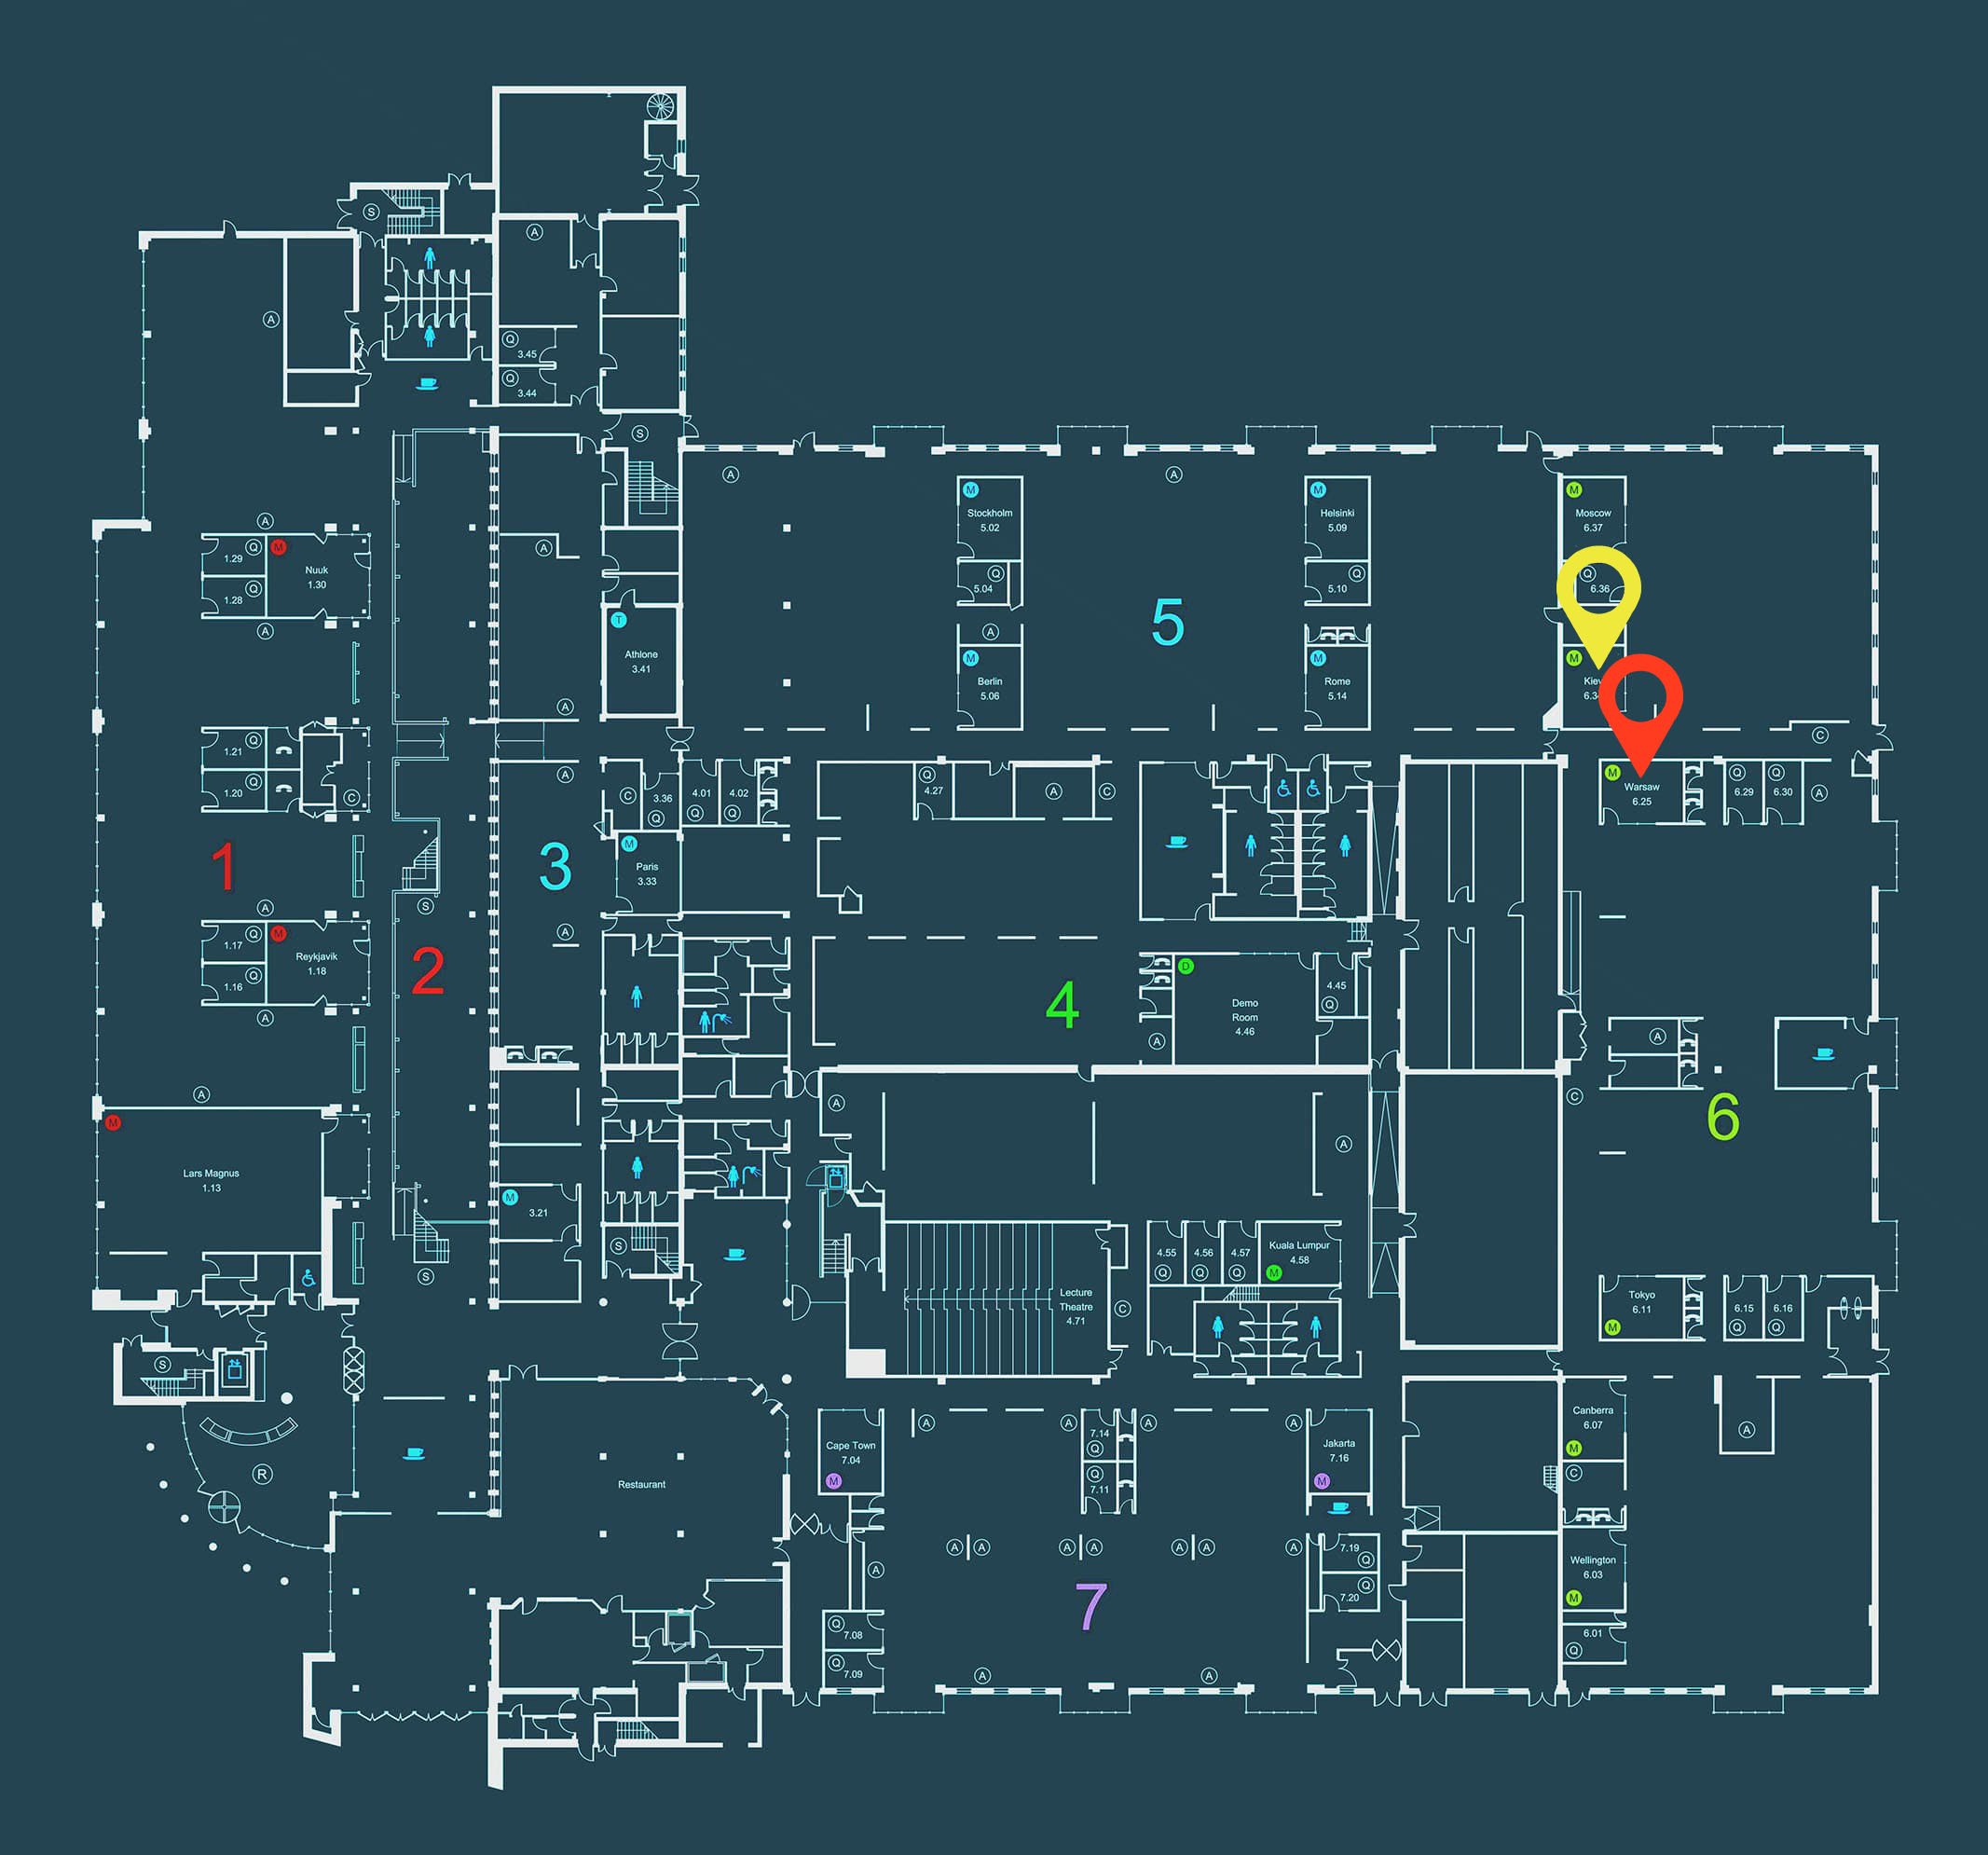 S
A
A
Q
3.45
Q
3.44
S
A
A
M
Stockholm
5.02
M
Helsinki
5.09
M
Moscow
6.37
A
1.29
Q
M
Nuuk
1.30
1.28
Q
A
A
Q
5.04
Q
5.10
Q
6.36
T
Athlone
3.41
A
5
A
M
Berlin
5.06
M
Rome
5.14
M
A
C
1.21
Q
1.20
Q
C
A
C
3.36
Q
4.01
Q
4.02
Q
Q
4.27
A
C
M
Warsaw
6.25
Q
6.29
Q
6.30
A
1
3
M
Paris
3.33
A
S
A
1.17
Q
M
Reykjavik
1.18
1.16
Q
A
2
4
D
Demo
Room
4.46
4.45
Q
A
A
C
6
A
A
A
M
Lars Magnus
1.13
M
3.21
S
S
4.55
Q
4.56
Q
4.57
Q
Kuala Lumpur
4.58
M
Lecture
Theatre
4.71
C
Tokyo
6.11
M
6.15
Q
6.16
Q
S
R
Restaurant
Cape Town
7.04
M
A
A
7.14
Q
Q
7.11
A
A
Jakarta
7.16
M
Canberra
6.07
M
C
A
A
A
A
A
A
A
A
A
7.19
Q
Q
7.20
Wellington
6.03
M
7
Q
7.08
Q
7.09
A
A
6.01
Q